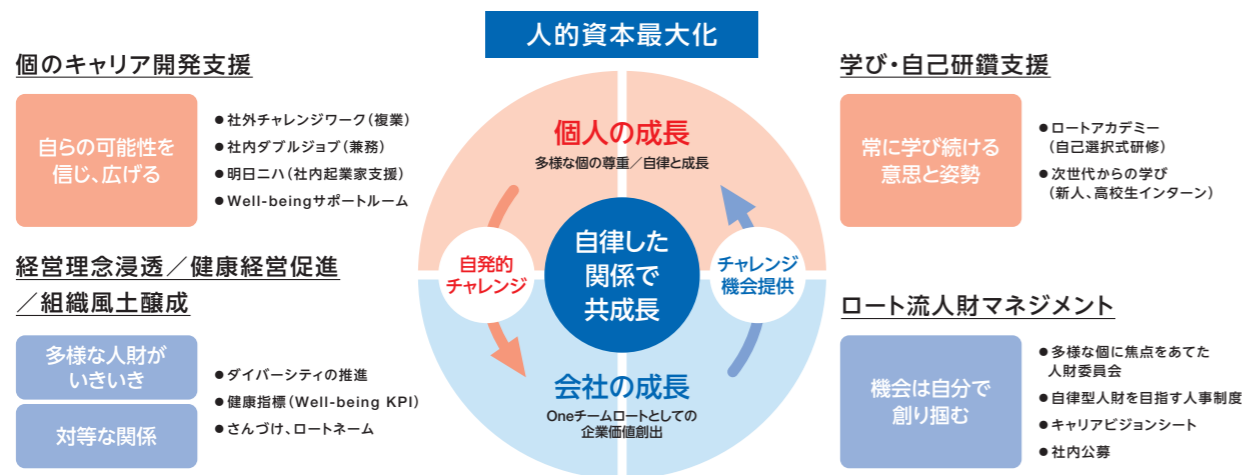 人的資本最大化
個のキャリア開発支援
自らの可能性を
信じ、広げる
●社外チャレンジワーク(複業)
●社内ダブルジョブ(兼務)
●明日ニハ(社内起業家支援)
●Well-beingサポートルーム
経営理念浸透/健康経営促進
/組織風土醸成
多様な人財が
いきいき
対等な関係
●ダイバーシティの推進
●健康指標(Well-being KPI)
●さんづけ、ロートネーム
個人の成長
多様な個の尊重/自律と成長
自発的
チャレンジ
自律した
関係で
共成長
チャレンジ
機会提供
会社の成長
Oneチームロートとしての
企業価値創出
学び・自己研鑽支援
常に学び続ける
意思と姿勢
●ロートアカデミー
(自己選択式研修)
●次世代からの学び
(新人、高校生インターン)
ロート流人財マネジメント
機会は自分で
創り掴む
●多様な個に焦点をあてた
人財委員会
●自律型人財を目指す人事制度
●キャリアビジョンシート
●社内公募